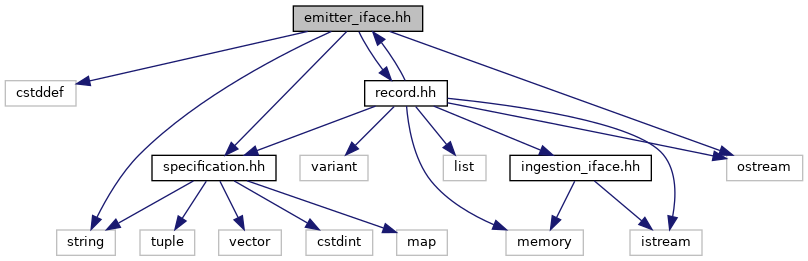 emitter_iface.hh
cstddef
record.hh
specification.hh
variant
list
ingestion_iface.hh
ostream
string
tuple
vector
cstdint
map
memory
istream